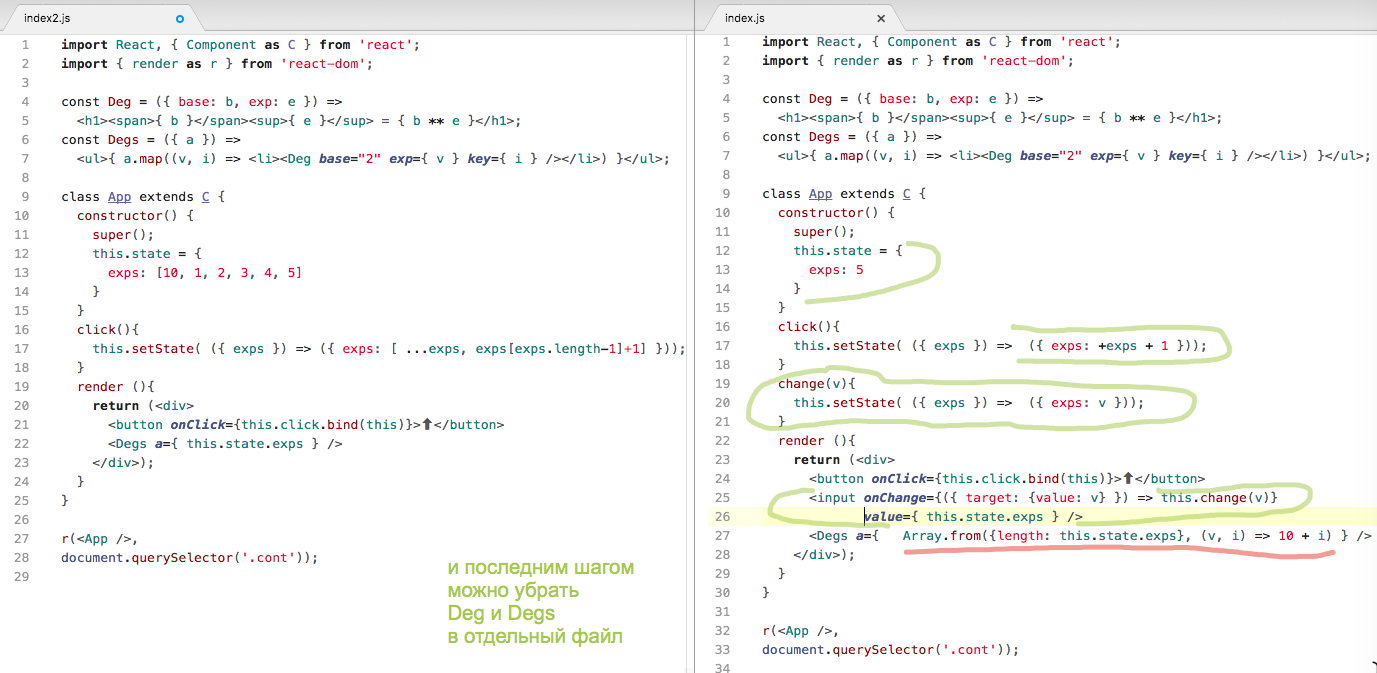 index2.js
1 import React, { Component as C } from 'react';
2 import { render as r } from 'react-dom';
3
4 const Deg = ({ base: b, exp: e }) =>
5   <h1><span>{ b }</span><sup>{ e }</sup> = { b ** e }</h1>;
6 const Degs = ({ a }) =>
7   <ul>{ a.map((v, i) => <li><Deg base="2" exp={ v } key={ i } /></li>) }</ul>;
8
9 class App extends C {
10   constructor() {
11     super();
12     this.state = {
13       exps: [10, 1, 2, 3, 4, 5]
14     }
15   }
16   click(){
17     this.setState( ({ exps }) => ({ exps: [ ...exps, exps[exps.length-1]+1] }));
18   }
19   render (){
20     return (<div>
21       <button onClick={this.click.bind(this)}>⬆</button>
22       <Degs a={ this.state.exps } />
23     </div>);
24   }
25 }
26
27 r(<App />,
28 document.querySelector('.cont'));
29
и последним шагом
можно убрать
Deg и Degs
в отдельный файл
index.js
1 import React, { Component as C } from 'react';
2 import { render as r } from 'react-dom';
3
4 const Deg = ({ base: b, exp: e }) =>
5   <h1><span>{ b }</span><sup>{ e }</sup> = { b ** e }</h1>;
6 const Degs = ({ a }) =>
7   <ul>{ a.map((v, i) => <li><Deg base="2" exp={ v } key={ i } /></li>) }</ul>;
8
9 class App extends C {
10   constructor() {
11     super();
12     this.state = {
13       exps: 5
14     }
15   }
16   click(){
17     this.setState( ({ exps }) =>  ({ exps: +exps + 1 }));
18   }
19   change(v){
20     this.setState( ({ exps }) =>  ({ exps: v }));
21   }
22   render (){
23     return (<div>
24       <button onClick={this.click.bind(this)}>⬆</button>
25       <input onChange={({ target: {value: v} }) => this.change(v)}
26              value={ this.state.exps } />
27       <Degs a={   Array.from({length: this.state.exps}, (v, i) => 10 + i) } />
28     </div>);
29   }
30 }
31
32 r(<App />,
33 document.querySelector('.cont'));
34